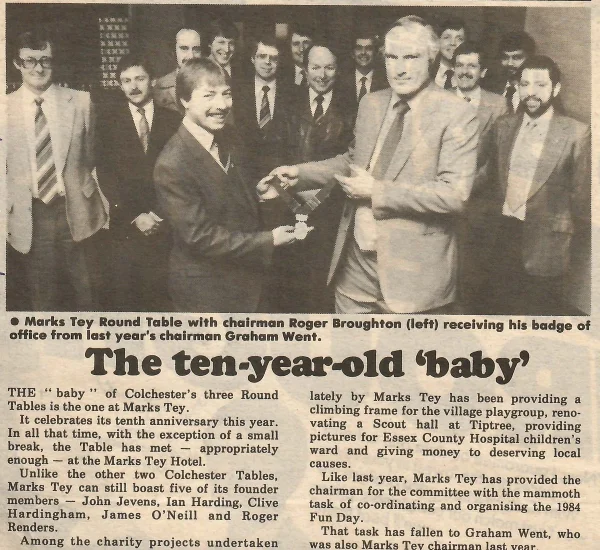 ● Marks Tey Round Table with chairman Roger Broughton (left) receiving his badge of
office from last year's chairman Graham Went.
The ten-year-old 'baby'
THE "baby" of Colchester's three Round
Tables is the one at Marks Tey.
It celebrates its tenth anniversary this year.
In all that time, with the exception of a small
break, the Table has met — appropriately
enough — at the Marks Tey Hotel.
Unlike the other two Colchester Tables,
Marks Tey can still boast five of its founder
members — John Jevens, Ian Harding, Clive
Hardingham, James O'Neill and Roger
Renders.
Among the charity projects undertaken
lately by Marks Tey has been providing a
climbing frame for the village playgroup, reno-
vating a Scout hall at Tiptree, providing
pictures for Essex County Hospital children's
ward and giving money to deserving local
causes.
Like last year, Marks Tey has provided the
chairman for the committee with the mammoth
task of co-ordinating and organising the 1984
Fun Day.
That task has fallen to Graham Went, who
was also Marks Tey chairman last year.